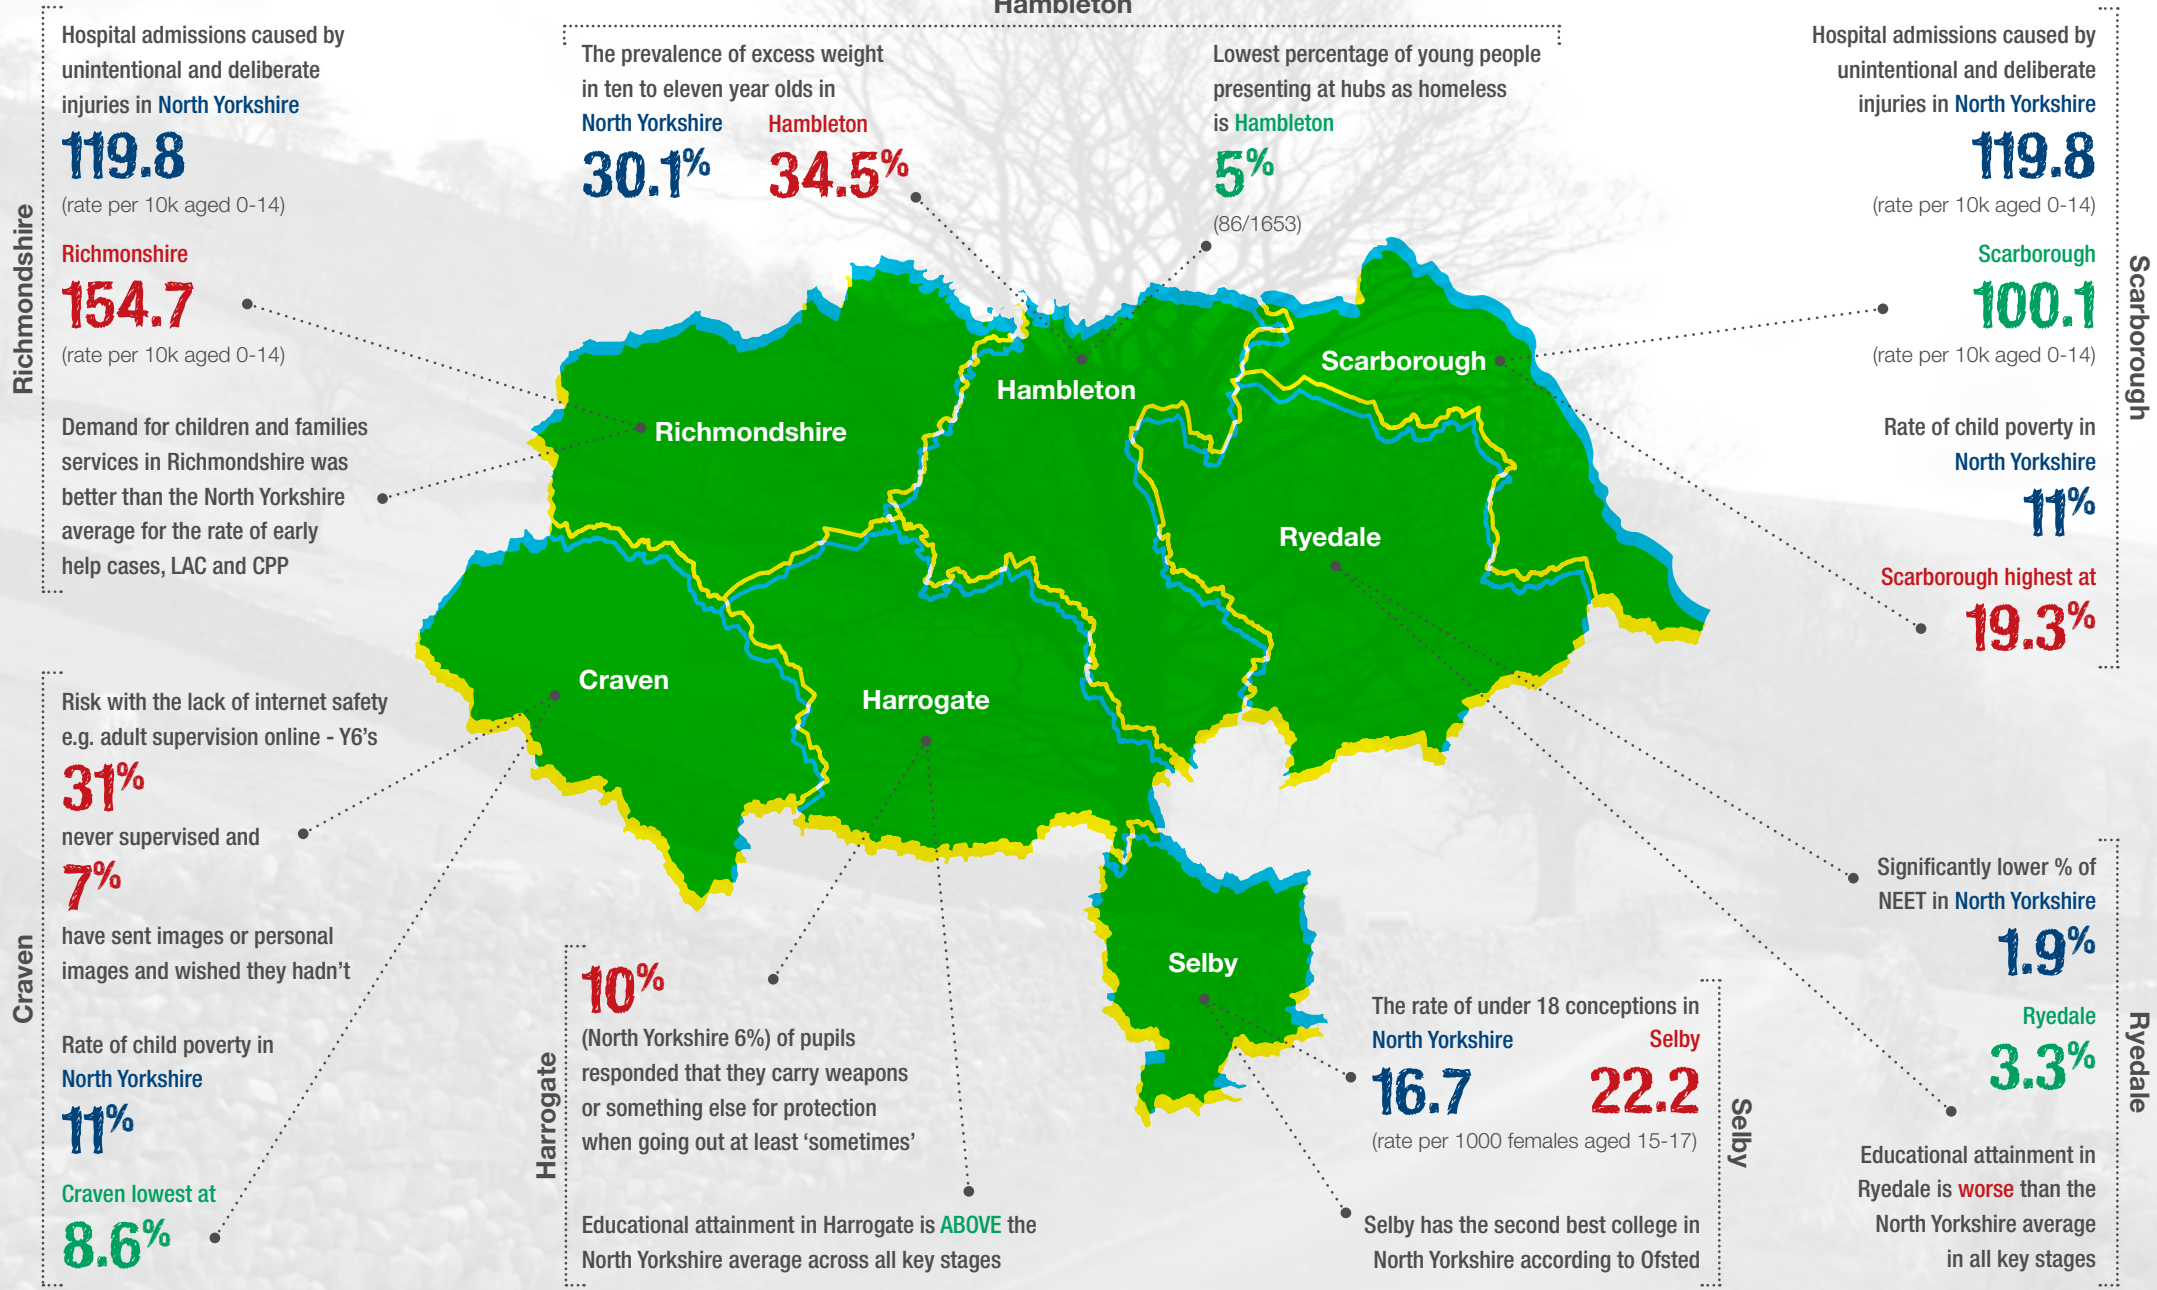 Hambleton
Richmondshire
Hospital admissions caused by
unintentional and deliberate
injuries in North Yorkshire
119.8
(rate per 10k aged 0-14)
Richmonshire
154.7
(rate per 10k aged 0-14)
Demand for children and families
services in Richmondshire was
better than the North Yorkshire
average for the rate of early
help cases, LAC and CPP
The prevalence of excess weight
in ten to eleven year olds in
North Yorkshire Hambleton
30.1% 34.5%
Lowest percentage of young people
presenting at hubs as homeless
is Hambleton
5%
(86/1653)
Scarborough
Hospital admissions caused by
unintentional and deliberate
injuries in North Yorkshire
119.8
(rate per 10k aged 0-14)
Scarborough
100.1
(rate per 10k aged 0-14)
Rate of child poverty in
North Yorkshire
11%
Scarborough highest at
19.3%
Richmondshire
Hambleton
Scarborough
Ryedale
Craven
Harrogate
Selby
Craven
Risk with the lack of internet safety
e.g. adult supervision online - Y6's
31%
never supervised and
7%
have sent images or personal
images and wished they hadn't
Rate of child poverty in
North Yorkshire
11%
Craven lowest at
8.6%
Harrogate
10%
(North Yorkshire 6%) of pupils
responded that they carry weapons
or something else for protection
when going out at least ‘sometimes’
Educational attainment in Harrogate is ABOVE the
North Yorkshire average across all key stages
Selby
The rate of under 18 conceptions in
North Yorkshire Selby
16.7 22.2
(rate per 1000 females aged 15-17)
Selby has the second best college in
North Yorkshire according to Ofsted
Ryedale
Significantly lower % of
NEET in North Yorkshire
1.9%
Ryedale
3.3%
Educational attainment in
Ryedale is worse than the
North Yorkshire average
in all key stages